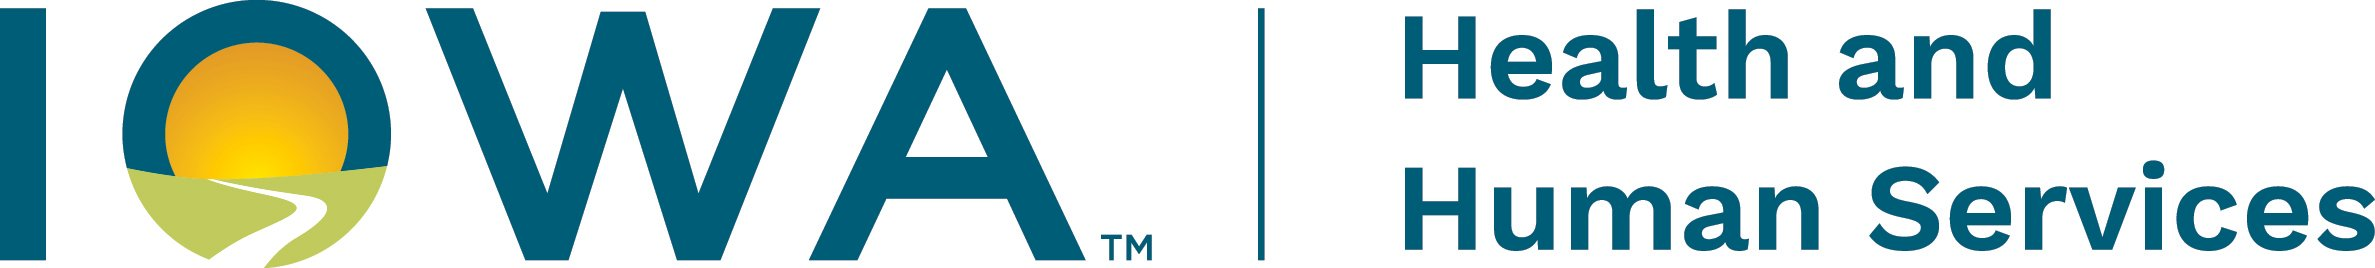 IOWA™
Health and
Human Services